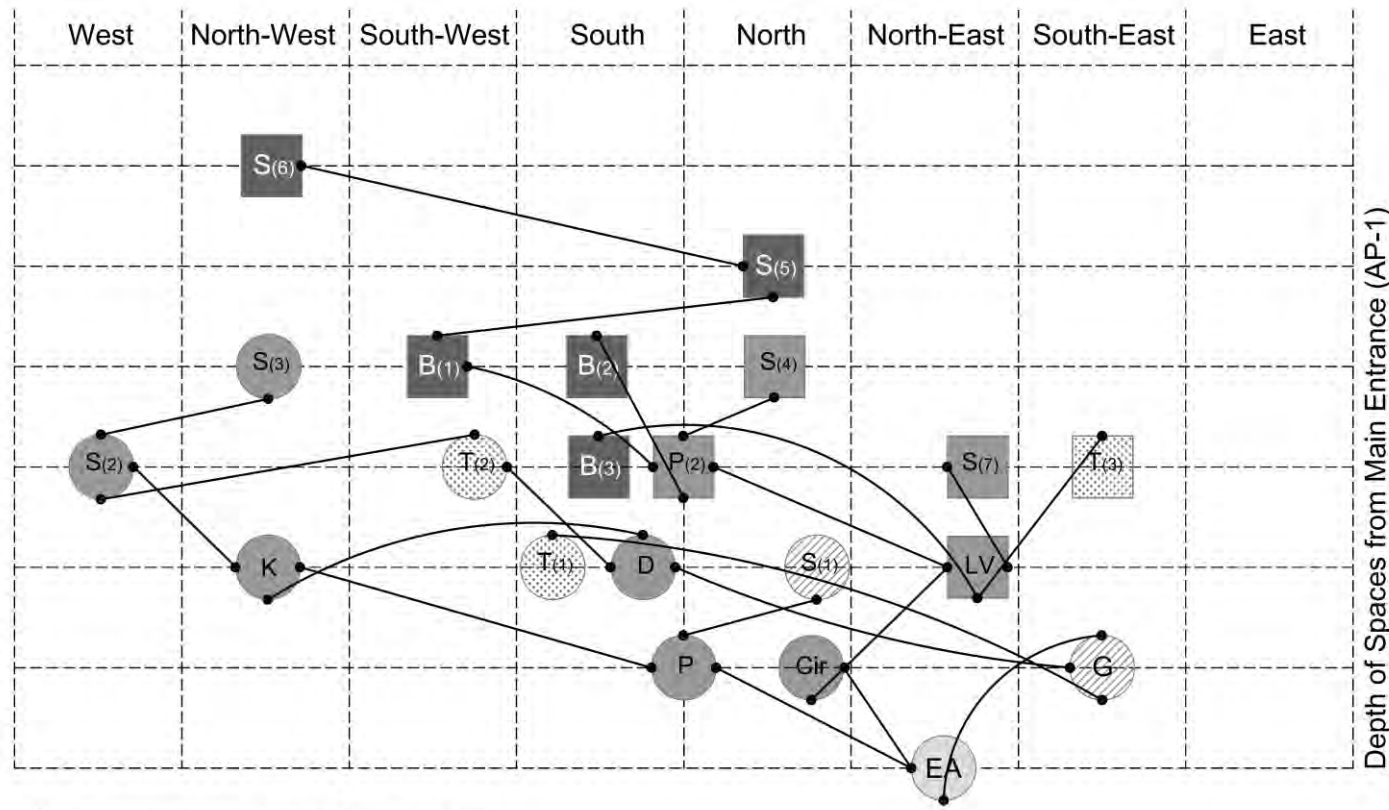 West North-West South-West South North North-East South-East East
S(6)
S(5)
S(3) B(1) B(2) S(4)
S(2) T(2) B(3) P(2) S(7) T(3)
K T(1) D S(1) LV
P Cir G
EA
Depth of Spaces from Main Entrance (AP-1)